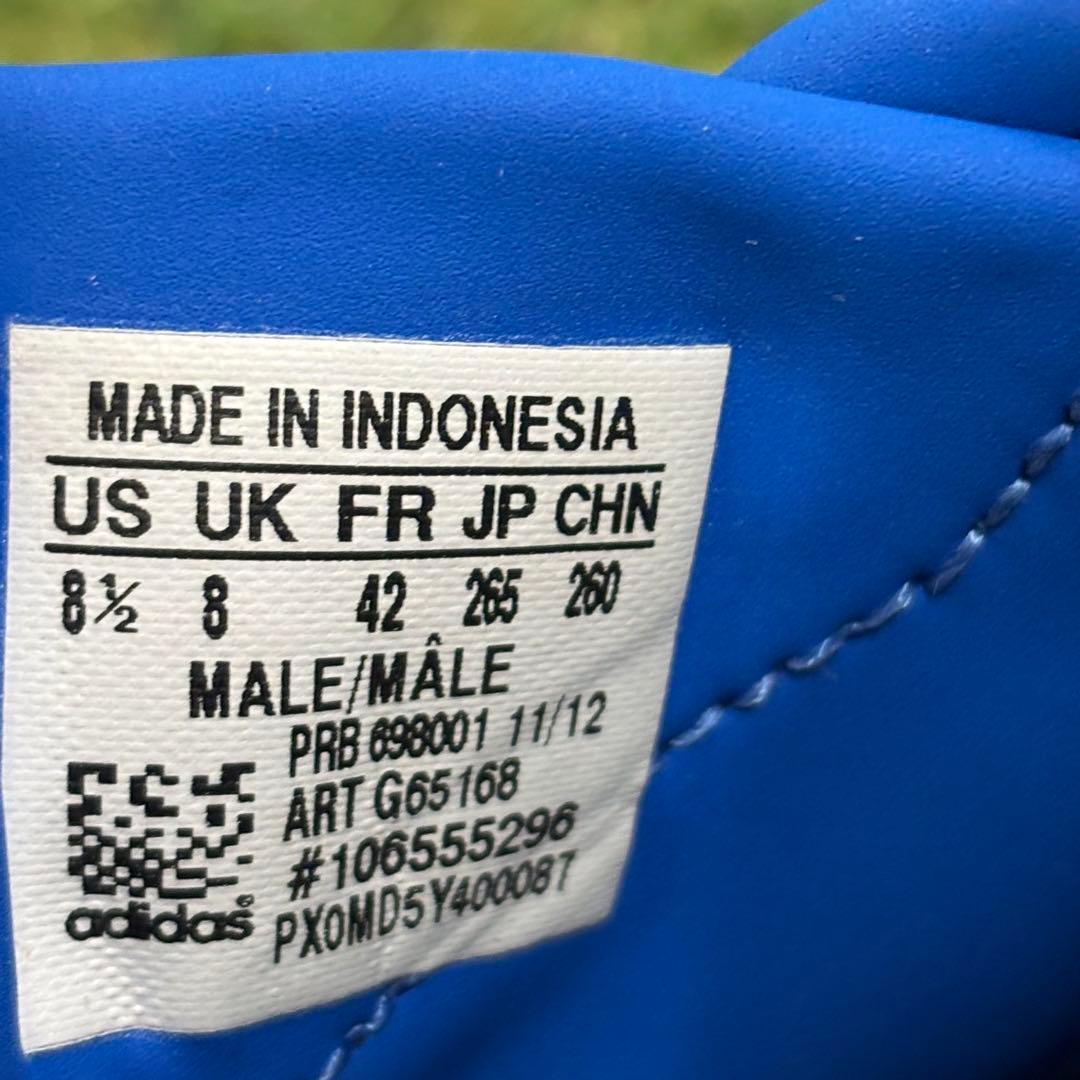 MADE IN INDONESIA
US UK FR JP CHN
8½ 8 42 265 260
MALE/MÂLE
PRB 698001 11/12
ART G65168
#106555296
PX0MD5Y400087
adidas®